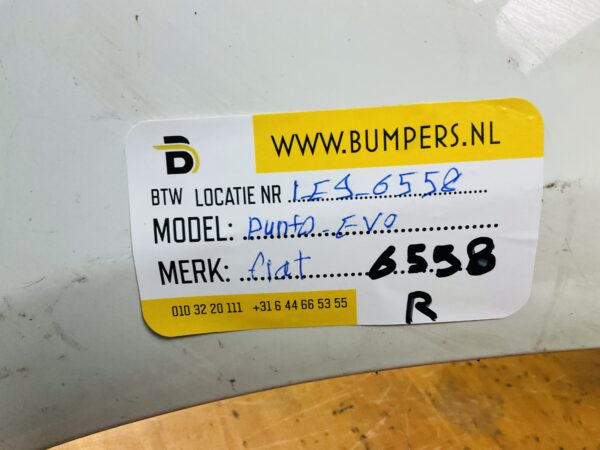 WWW.BUMPERS.NL
B
BTW LOCATIE NR LES-6558
MODEL: punto-EVO
MERK: fiat 6558
R
010 32 20 111 +31 6 44 66 53 55